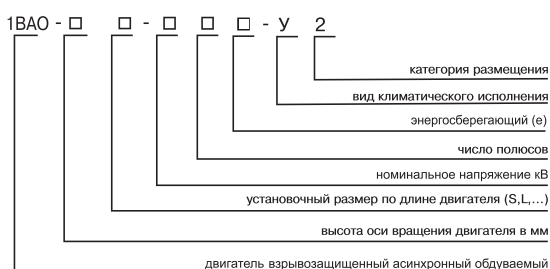 1ВАО - □ □ - □ □ □ - У 2
категория размещения
вид климатического исполнения
энергосберегающий (е)
число полюсов
номинальное напряжение кВ
установочный размер по длине двигателя (S,L,...)
высота оси вращения двигателя в мм
двигатель взрывозащищенный асинхронный обдуваемый